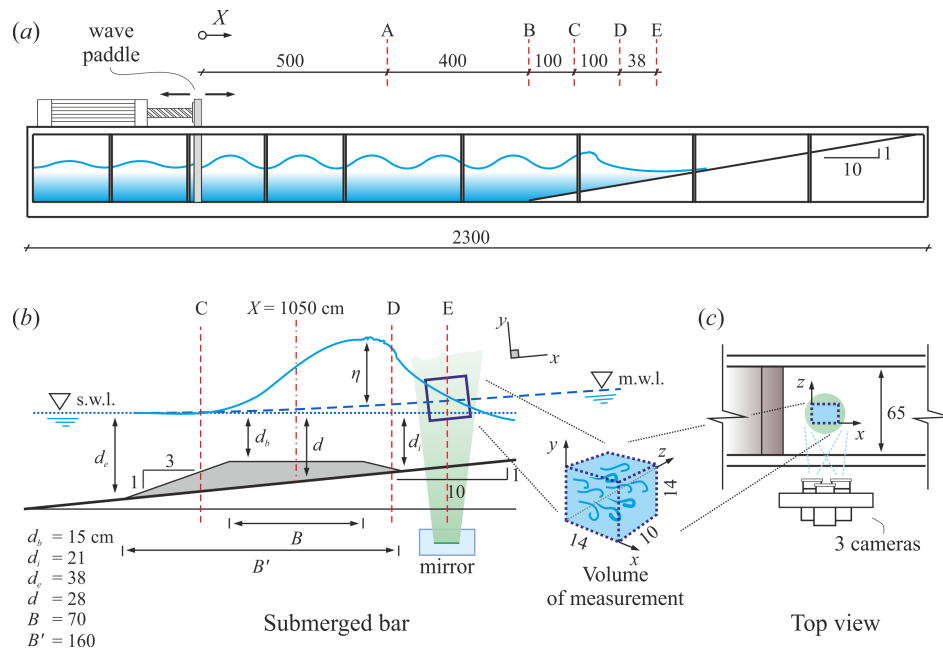 (a)
X
wave
paddle
A
B
C
D
E
500
400
100
100
38
10
1
2300
(b)
C
X = 1050 cm
D
E
y
x
η
s.w.l.
m.w.l.
d_b
d
d_i
d_e
3
1
10
1
B
B'
mirror
d_b = 15 cm
d_i = 21
d_e = 38
d = 28
B = 70
B' = 160
Submerged bar
y
z
x
14
14
10
Volume
of measurement
(c)
z
x
65
3 cameras
Top view